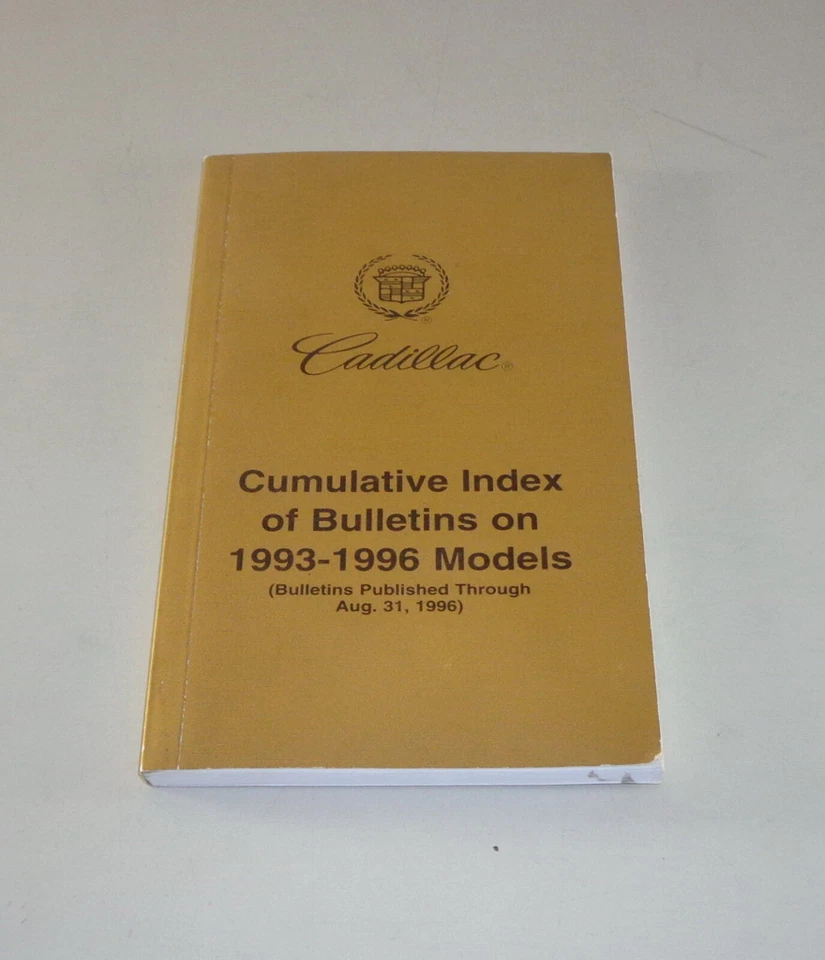 Cadillac®
Cumulative Index
of Bulletins on
1993-1996 Models
(Bulletins Published Through
Aug. 31, 1996)